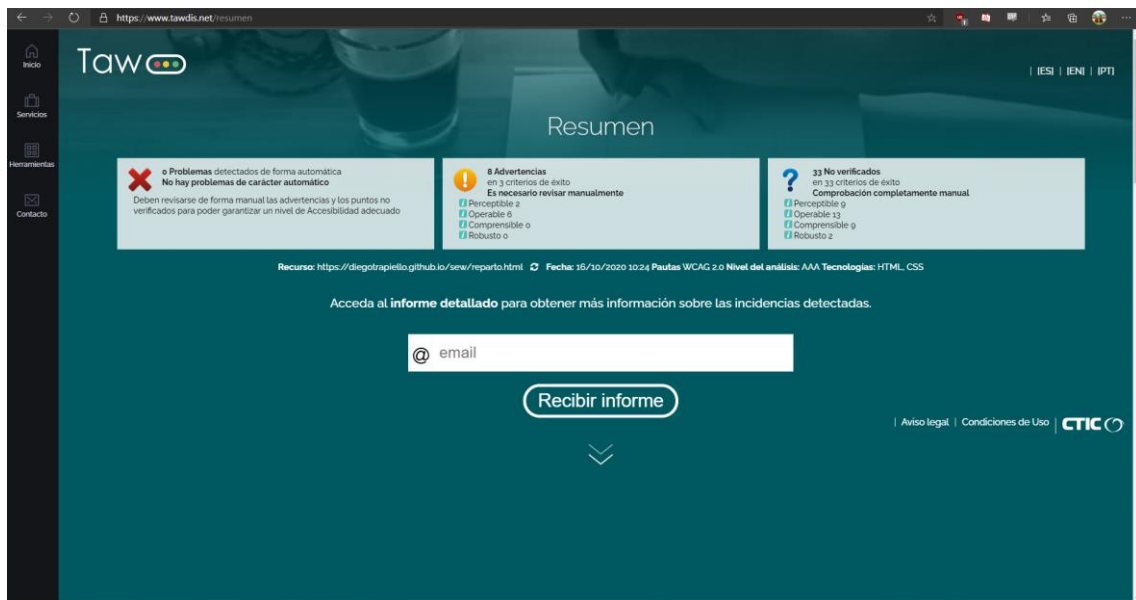 https://www.tawdis.net/resumen
Inicio
Servicios
Herramientas
Contacto
Taw
| [ES] | [EN] | [PT]
Resumen
0 Problemas detectados de forma automática
No hay problemas de carácter automático
Deben revisarse de forma manual las advertencias y los puntos no
verificados para poder garantizar un nivel de Accesibilidad adecuado
8 Advertencias
en 3 criterios de éxito
Es necesario revisar manualmente
Perceptible 2
Operable 6
Comprensible 0
Robusto 0
33 No verificados
en 33 criterios de éxito
Comprobación completamente manual
Perceptible 9
Operable 13
Comprensible 9
Robusto 2
Recurso: https://diegotrapiello.github.io/sew/reparto.html Fecha: 16/10/2020 10:24 Pautas WCAG 2.0 Nivel del análisis: AAA Tecnologías: HTML, CSS
Acceda al informe detallado para obtener más información sobre las incidencias detectadas.
@ email
Recibir informe
| Aviso legal | Condiciones de Uso | CTIC